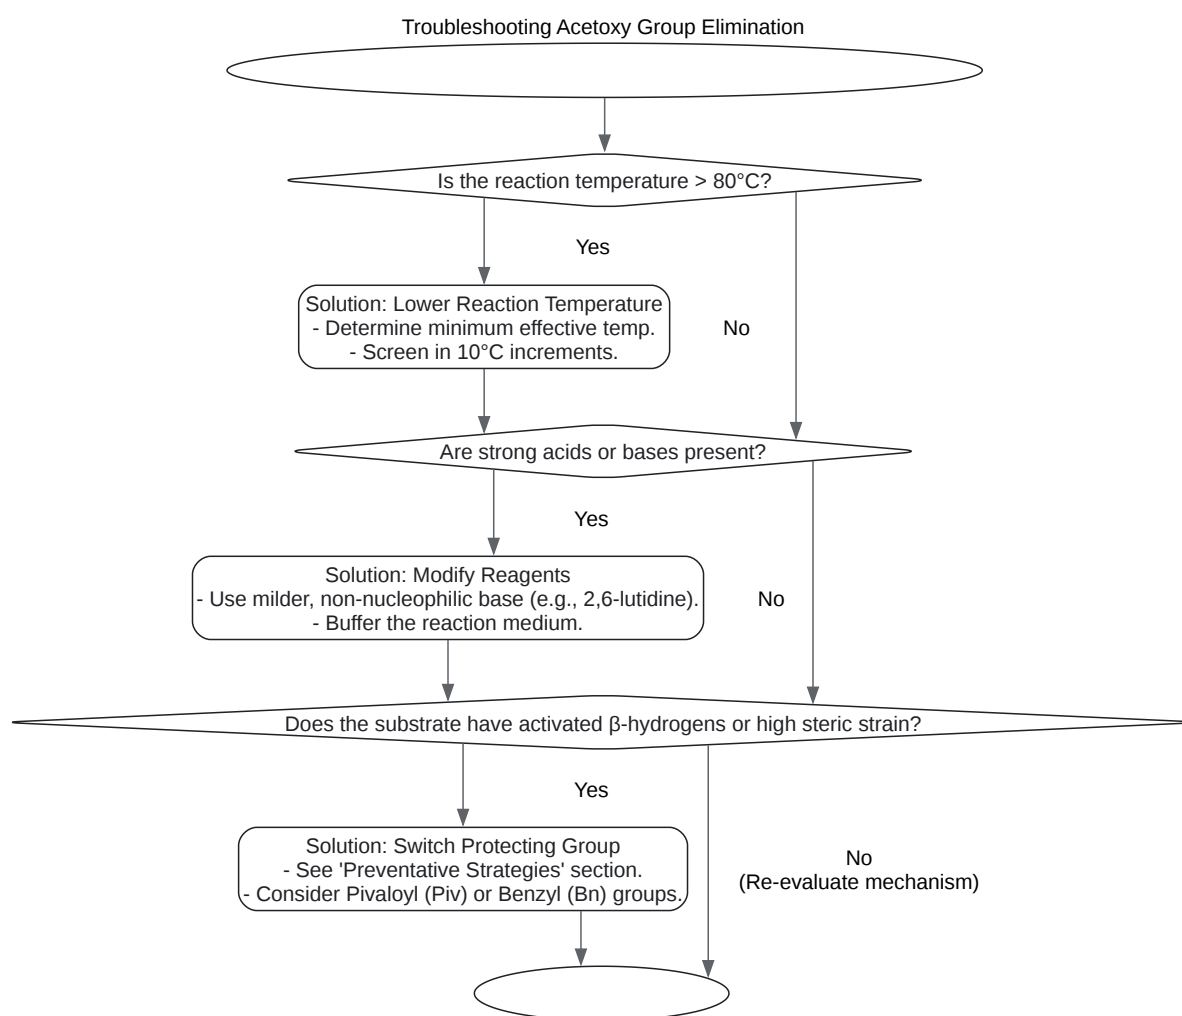 Troubleshooting Acetoxy Group Elimination
Is the reaction temperature > 80°C?
Yes
Solution: Lower Reaction Temperature
- Determine minimum effective temp.
- Screen in 10°C increments.
No
Are strong acids or bases present?
Yes
Solution: Modify Reagents
- Use milder, non-nucleophilic base (e.g., 2,6-lutidine).
- Buffer the reaction medium.
No
Does the substrate have activated β-hydrogens or high steric strain?
Yes
Solution: Switch Protecting Group
- See 'Preventative Strategies' section.
- Consider Pivaloyl (Piv) or Benzyl (Bn) groups.
No
(Re-evaluate mechanism)